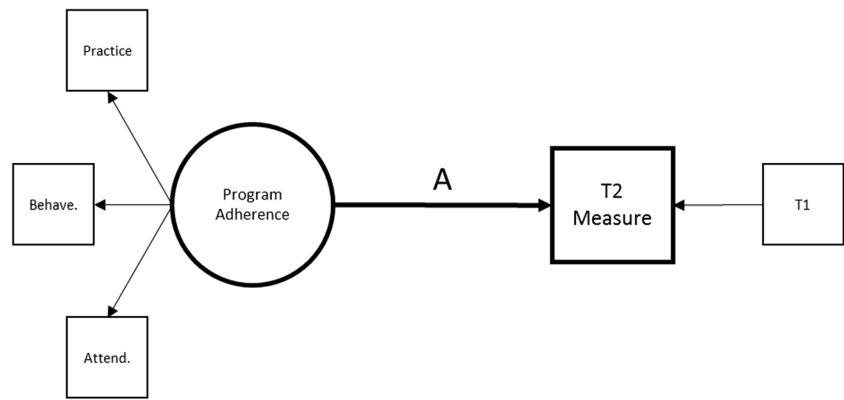 Practice
Behave.
Program
Adherence
A
T2
Measure
T1
Attend.